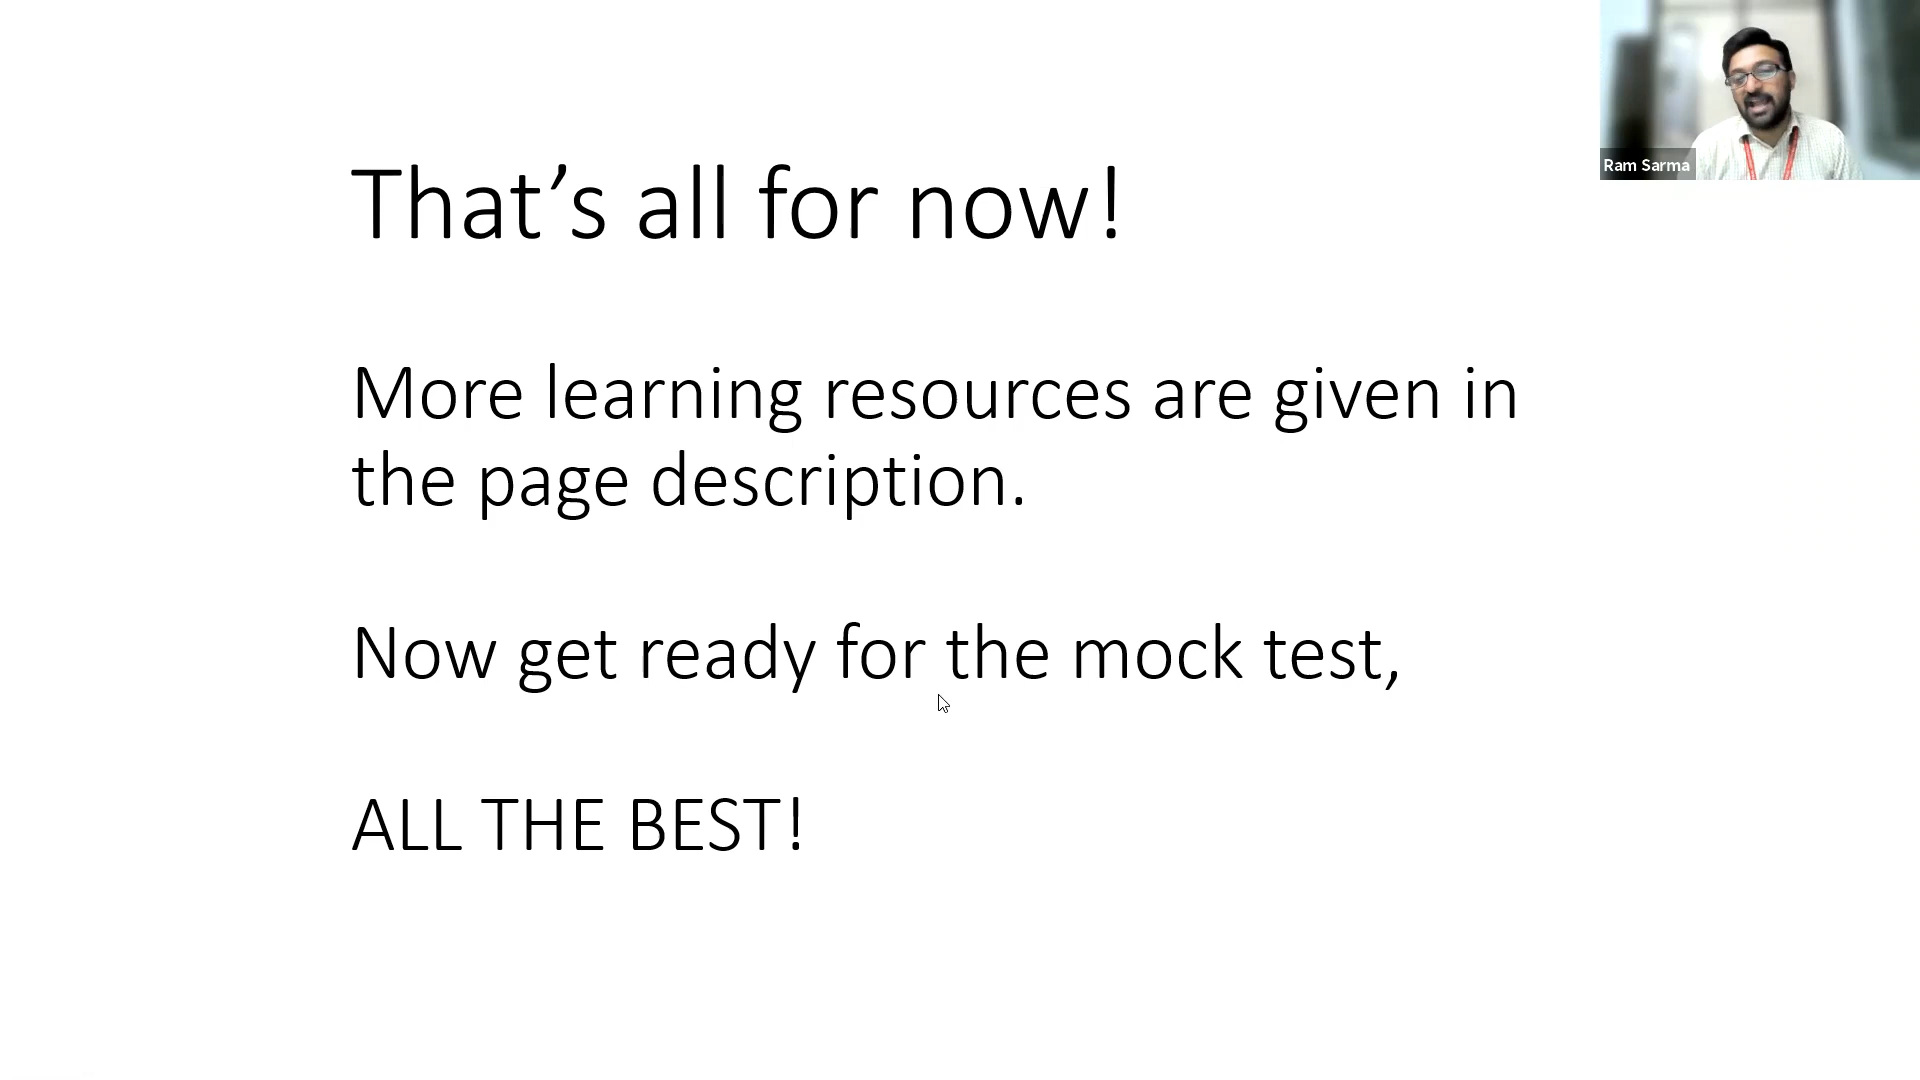 That’s all for now!
More learning resources are given in
the page description.
Now get ready for the mock test,
ALL THE BEST!
Ram Sarma